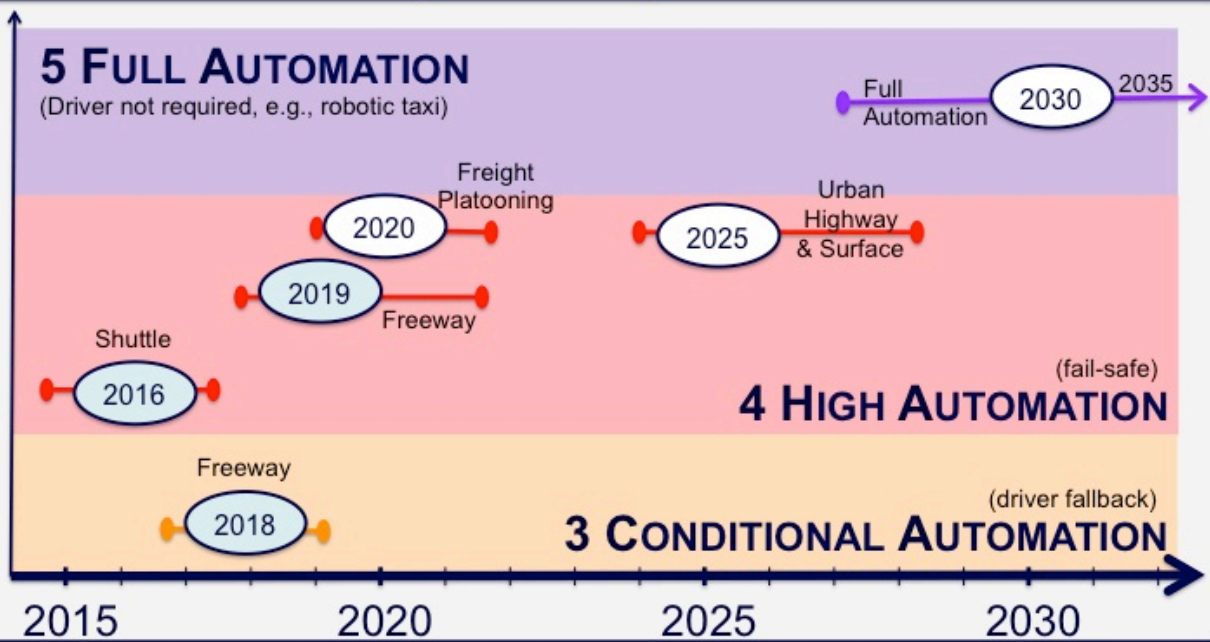 5 FULL AUTOMATION
(Driver not required, e.g., robotic taxi)
Full
Automation
2030
2035
Freight
Platooning
2020
Urban
Highway
& Surface
2025
2019
Freeway
Shuttle
2016
(fail-safe)
4 HIGH AUTOMATION
Freeway
2018
(driver fallback)
3 CONDITIONAL AUTOMATION
2015 2020 2025 2030